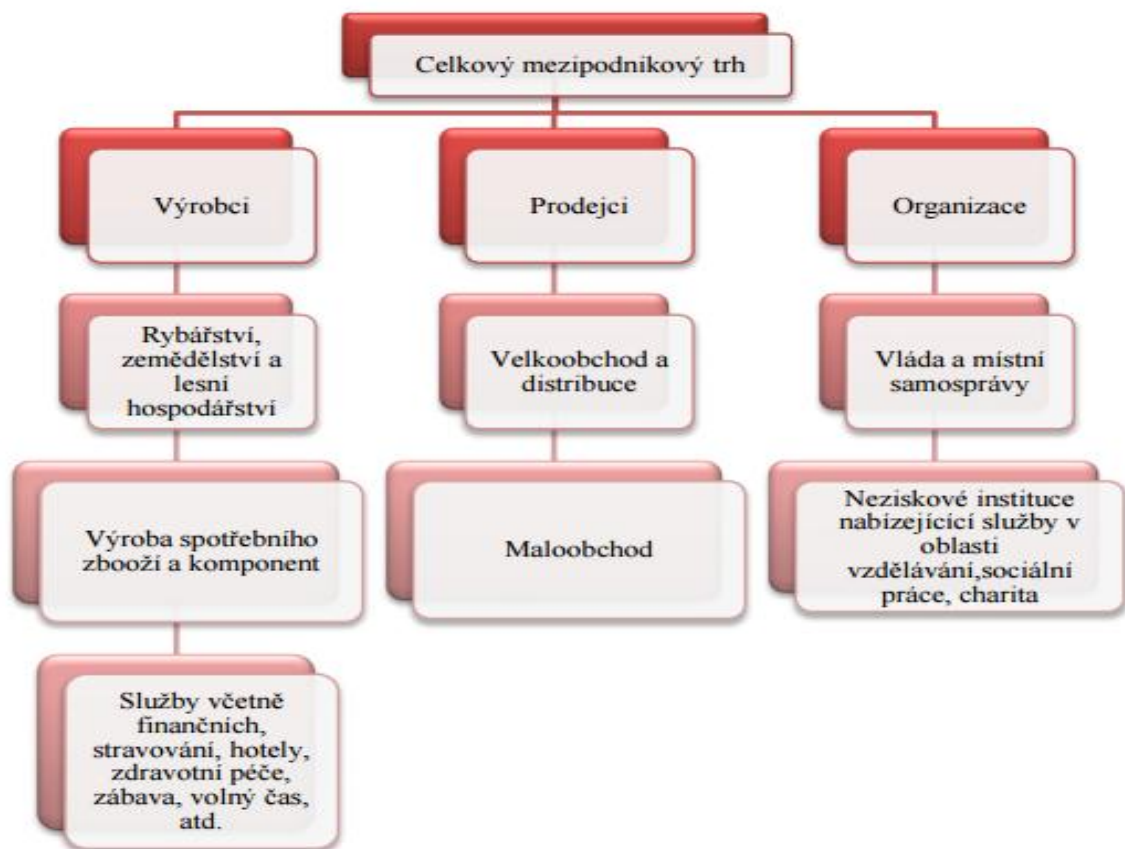 Celkový mezipodnikový trh
Výrobci
Prodejci
Organizace
Rybářství,
zemědělství a
lesní
hospodářství
Velkoobchod a
distribuce
Vláda a místní
samosprávy
Výroba spotřebního
zbooží a komponent
Maloobchod
Neziskové instituce
nabízejícící služby v
oblasti
vzdělávání,sociální
práce, charita
Služby včetně
finančních,
stravování, hotely,
zdravotní péče,
zábava, volný čas,
atd.